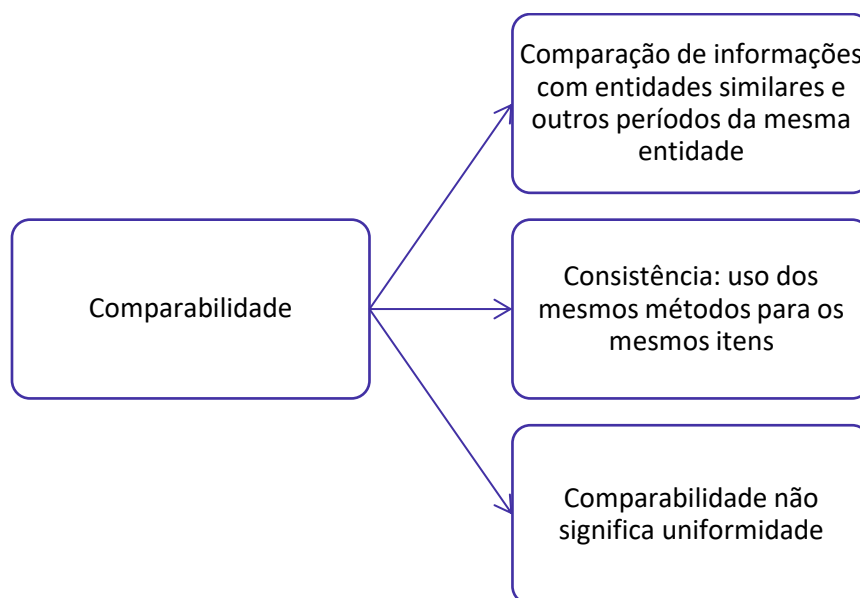 Comparação de informações
com entidades similares e
outros períodos da mesma
entidade
Comparabilidade
Consistência: uso dos
mesmos métodos para os
mesmos itens
Comparabilidade não
significa uniformidade